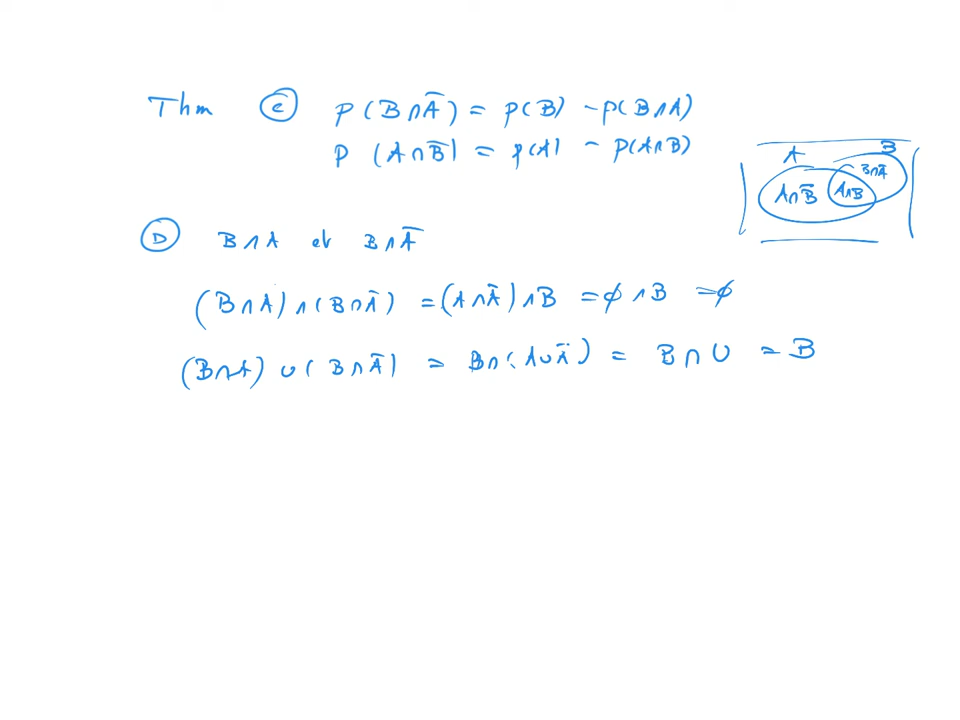 Thm (c) P(B∩Ā) = p(B) - p(B∩A)
P(A∩B̄) = p(A) - p(A∩B)
A B
A∩B̄ A∩B B∩Ā
(D) B∩A et B∩Ā
(B∩A)∩(B∩Ā) = (A∩Ā)∩B = ϕ∩B = ϕ
(B∩A)∪(B∩Ā) = B∩(A∪Ā) = B∩U = B